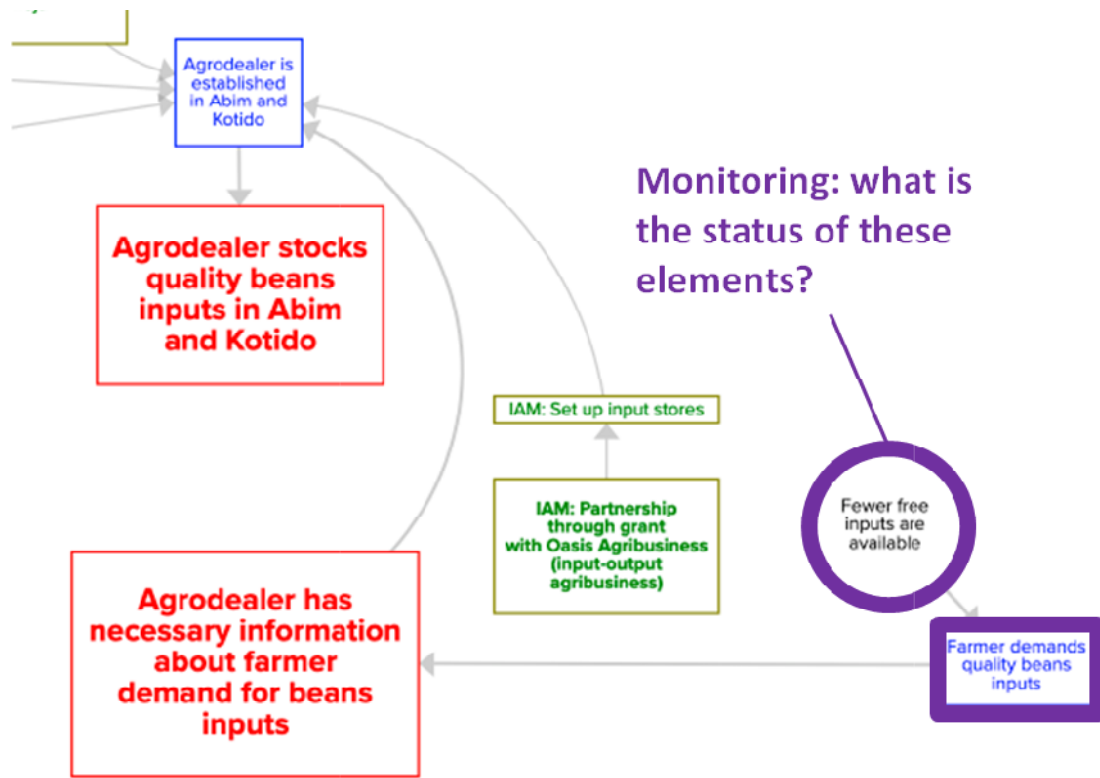 Agrodealer is
established
in Abim and
Kotido
Agrodealer stocks
quality beans
inputs in Abim
and Kotido
Monitoring: what is
the status of these
elements?
IAM: Set up input stores
IAM: Partnership
through grant
with Oasis Agribusiness
(input-output
agribusiness)
Fewer free
inputs are
available
Agrodealer has
necessary information
about farmer
demand for beans
inputs
Farmer demands
quality beans
inputs